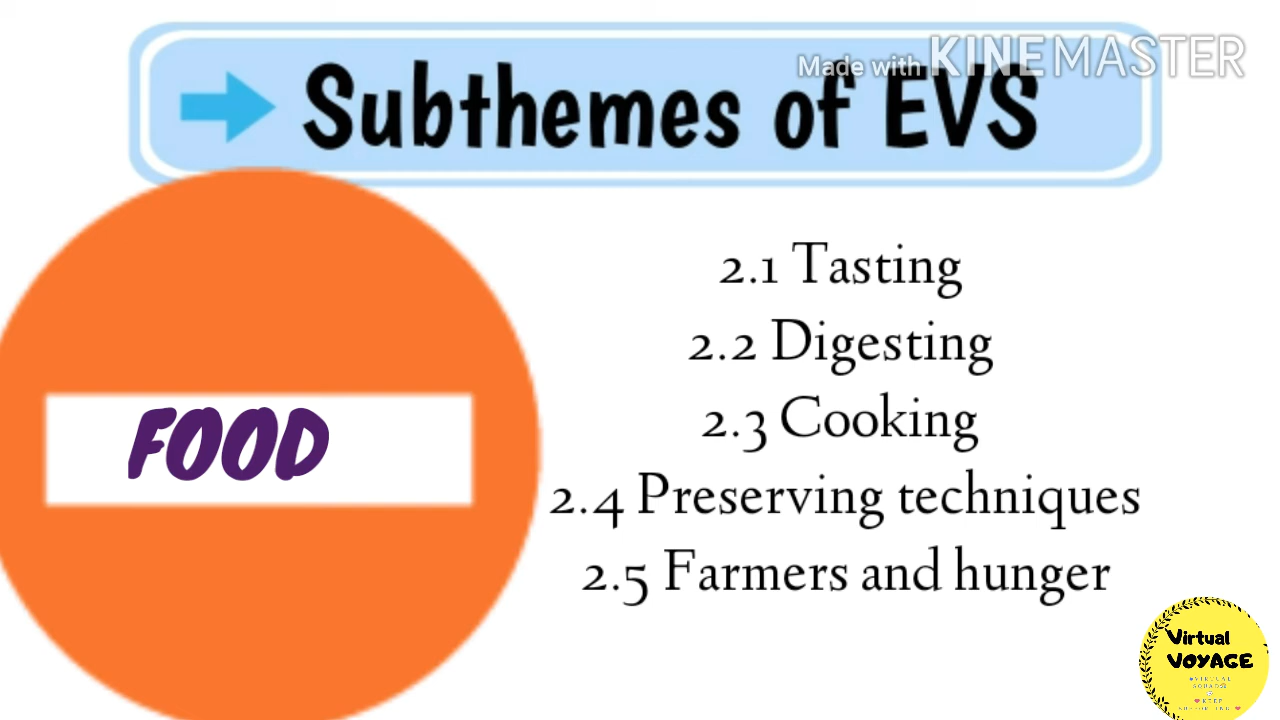 Made with KINEMASTER
Subthemes of EVS
FOOD
2.1 Tasting
2.2 Digesting
2.3 Cooking
2.4 Preserving techniques
2.5 Farmers and hunger
Virtual
VOYAGE